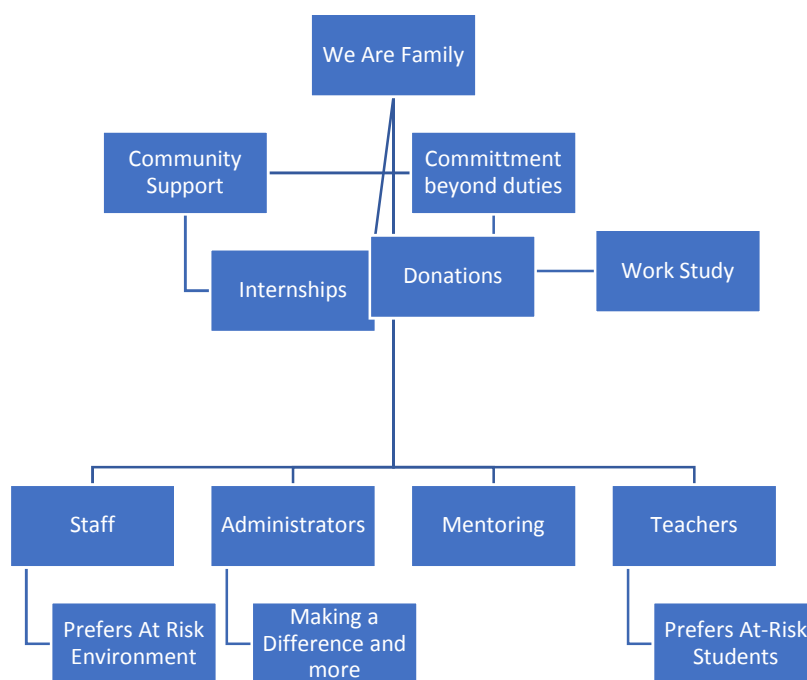 We Are Family
Community
Support
Committment
beyond duties
Internships
Donations
Work Study
Staff
Administrators
Mentoring
Teachers
Prefers At Risk
Environment
Making a
Difference and
more
Prefers At-Risk
Students